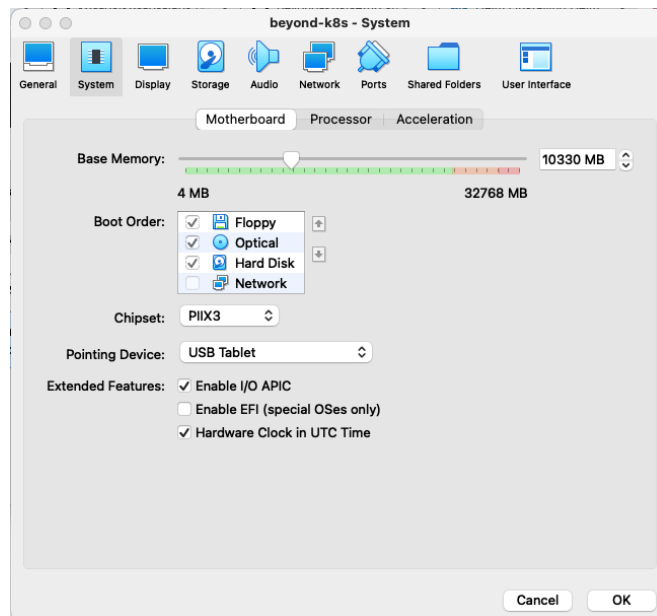 beyond-k8s - System
General System Display Storage Audio Network Ports Shared Folders User Interface
Motherboard Processor Acceleration
Base Memory: 10330 MB
4 MB 32768 MB
Boot Order: Floppy
Optical
Hard Disk
Network
Chipset: PIIX3
Pointing Device: USB Tablet
Extended Features: Enable I/O APIC
Enable EFI (special OSes only)
Hardware Clock in UTC Time
Cancel OK